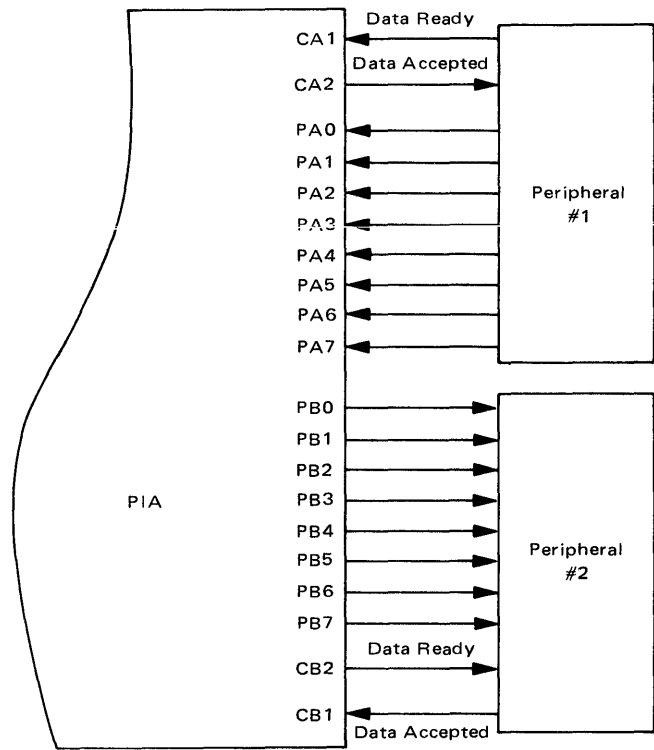 Data Ready
CA1
Data Accepted
CA2
PA0
PA1
PA2
PA3
PA4
PA5
PA6
PA7
Peripheral
#1
PB0
PB1
PB2
PB3
PB4
PB5
PB6
PB7
PIA
Peripheral
#2
Data Ready
CB2
CB1
Data Accepted